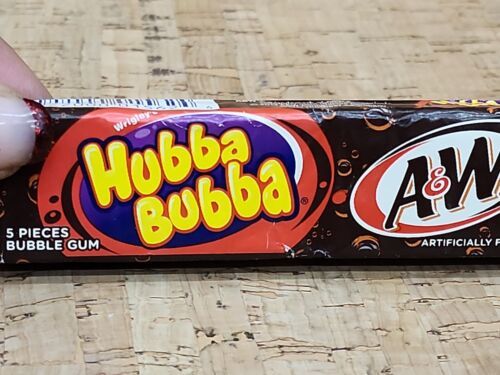 Wrigley's
Hubba
Bubba®
5 PIECES
BUBBLE GUM
A&W
ARTIFICIALLY F